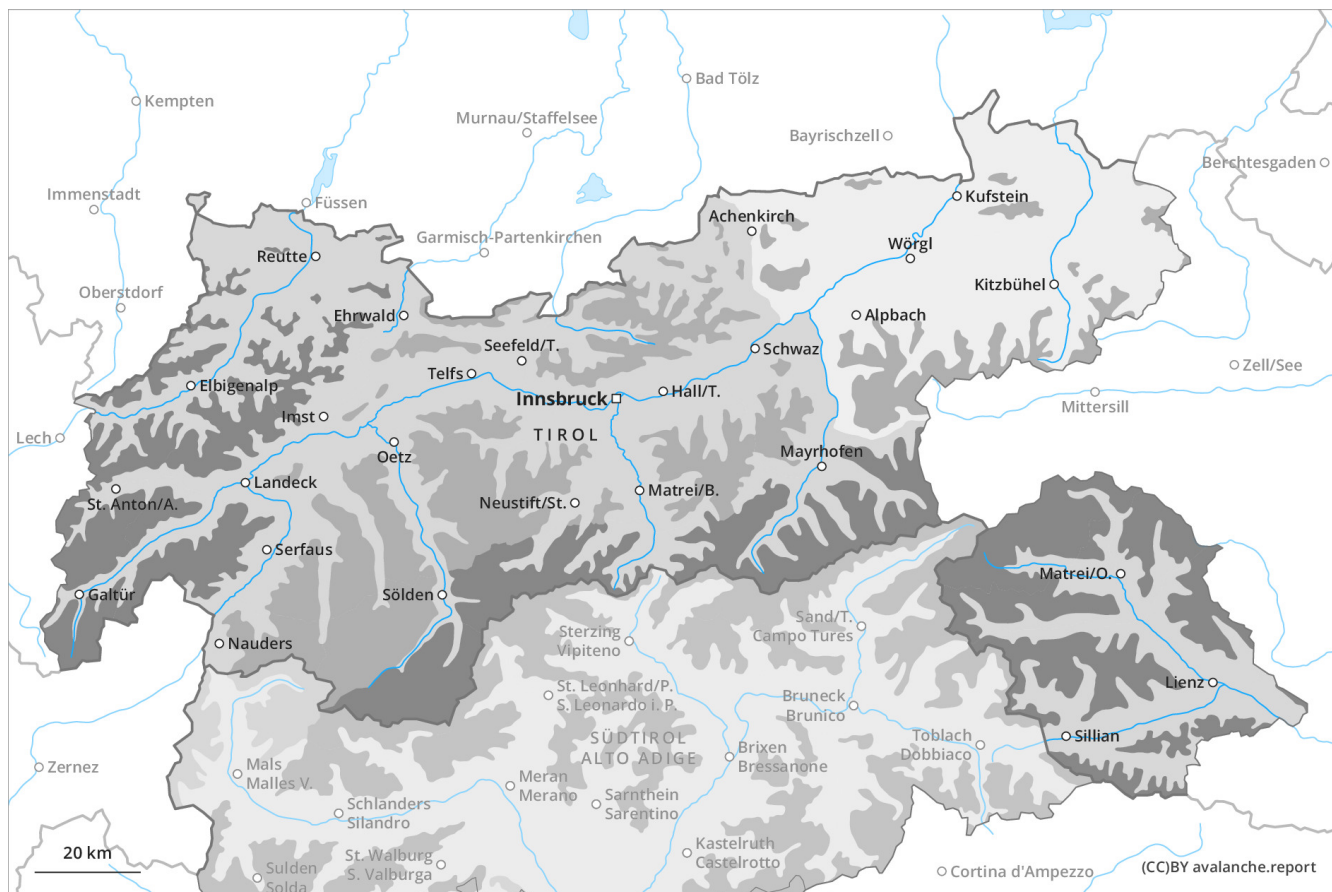 Bad Tölz
Kempten
Murnau/Staffelsee
Bayrischzell
Berchtesgaden
Immenstadt
Füssen
Kufstein
Achenkirch
Garmisch-Partenkirchen
Wörgl
Reutte
Kitzbühel
Oberstdorf
Ehrwald
Alpbach
Seefeld/T.
Schwaz
Zell/See
Telfs
Elbigenalp
Hall/T.
Innsbruck
Mittersill
Imst
TIROL
Lech
Oetz
Mayrhofen
Landeck
Matrei/B.
St. Anton/A.
Neustift/St.
Serfaus
Matrei/O.
Galtür
Sölden
Sand/T.
Campo Tures
Sterzing
Vipiteno
Nauders
Lienz
St. Leonhard/P.
S. Leonardo i. P.
Bruneck
Brunico
Sillian
SÜDTIROL
ALTO ADIGE
Toblach
Dobbiaco
Brixen
Bressanone
Zernez
Mals
Malles V.
Meran
Merano
Sarnthein
Sarentino
Schlanders
Silandro
20 km
St. Walburg
S. Valburga
Kastelruth
Castelrotto
Sulden
Solda
Cortina d'Ampezzo
(CC)BY avalanche.report